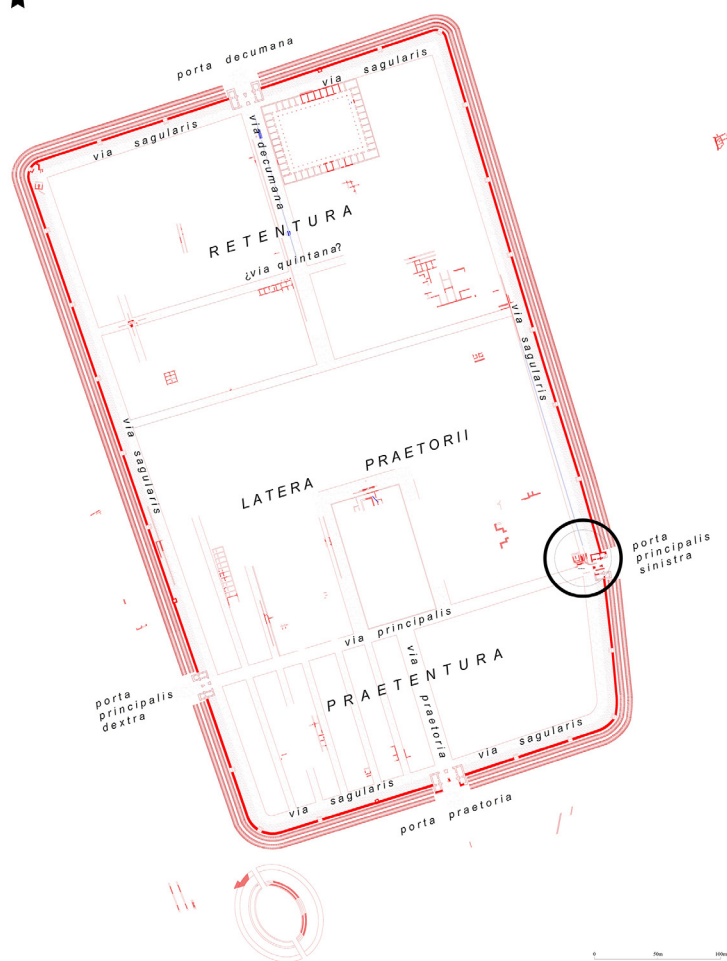 porta decumana
via sagularis
via sagularis
via decumana
RETENTURA
¿via quintana?
via sagularis
via sagularis
LATERA PRAETORII
porta
principalis
sinistra
via principalis
PRAETENTURA
via praetoria
porta
principalis
dextra
via sagularis
via sagularis
porta praetoria
0 50m 100m